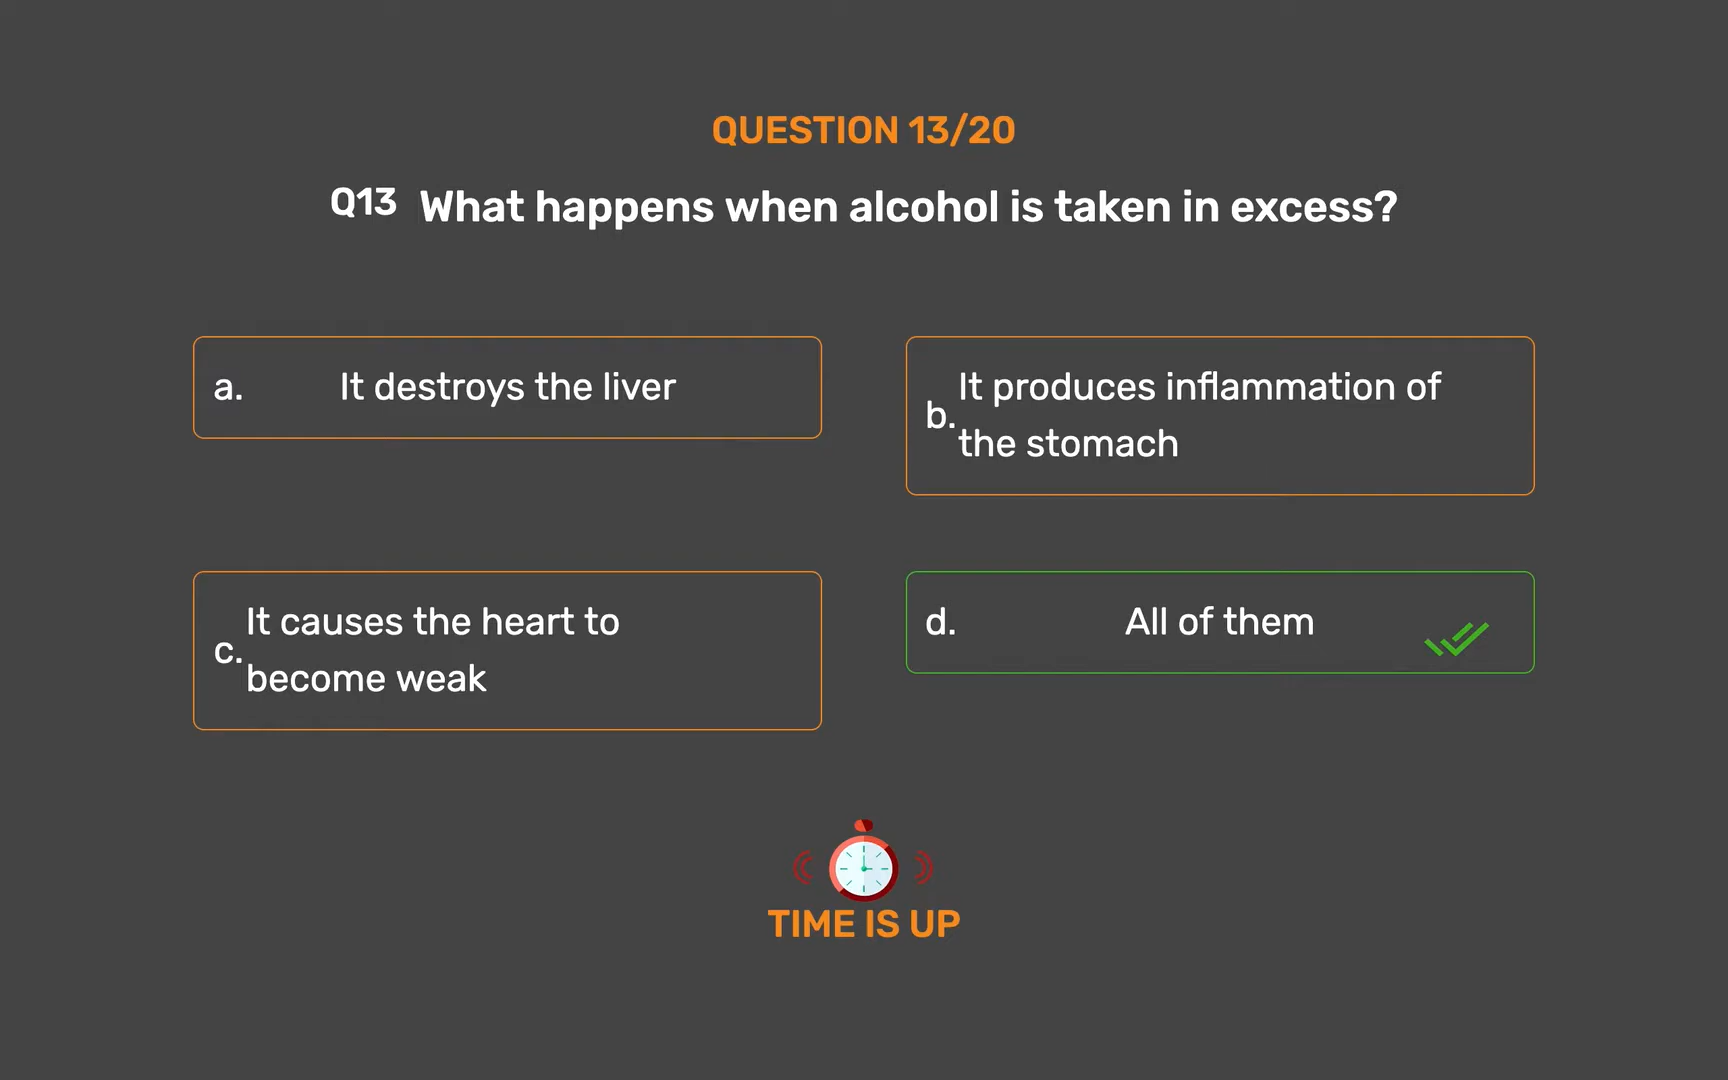 QUESTION 13/20
Q13 What happens when alcohol is taken in excess?
a. It destroys the liver
b. It produces inflammation of
the stomach
c. It causes the heart to
become weak
d. All of them
TIME IS UP